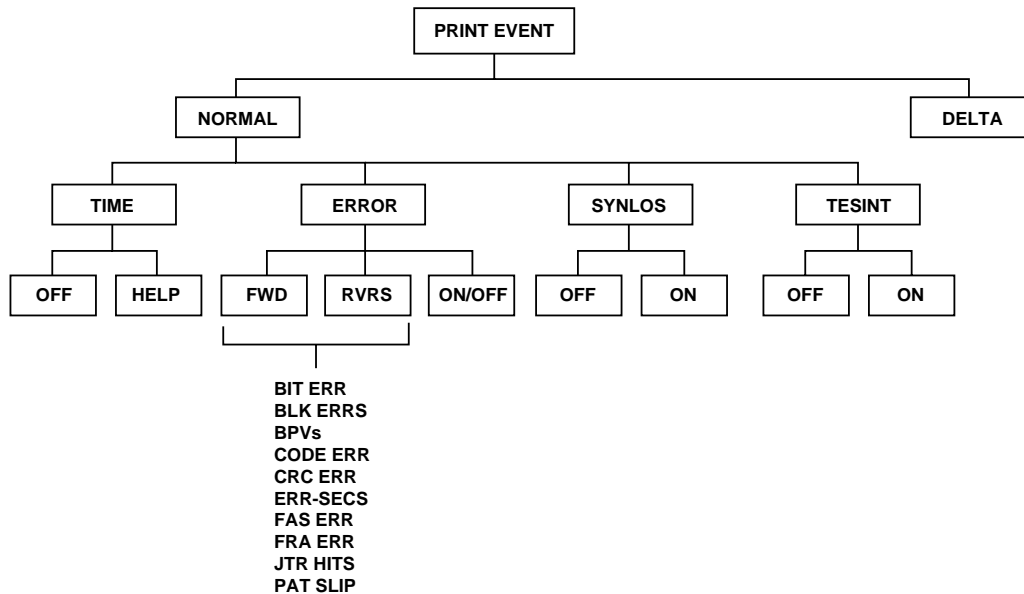 PRINT EVENT
NORMAL
DELTA
TIME
ERROR
SYNLOS
TESINT
OFF
HELP
FWD
RVRS
ON/OFF
OFF
ON
OFF
ON
BIT ERR
BLK ERRS
BPVs
CODE ERR
CRC ERR
ERR-SECS
FAS ERR
FRA ERR
JTR HITS
PAT SLIP